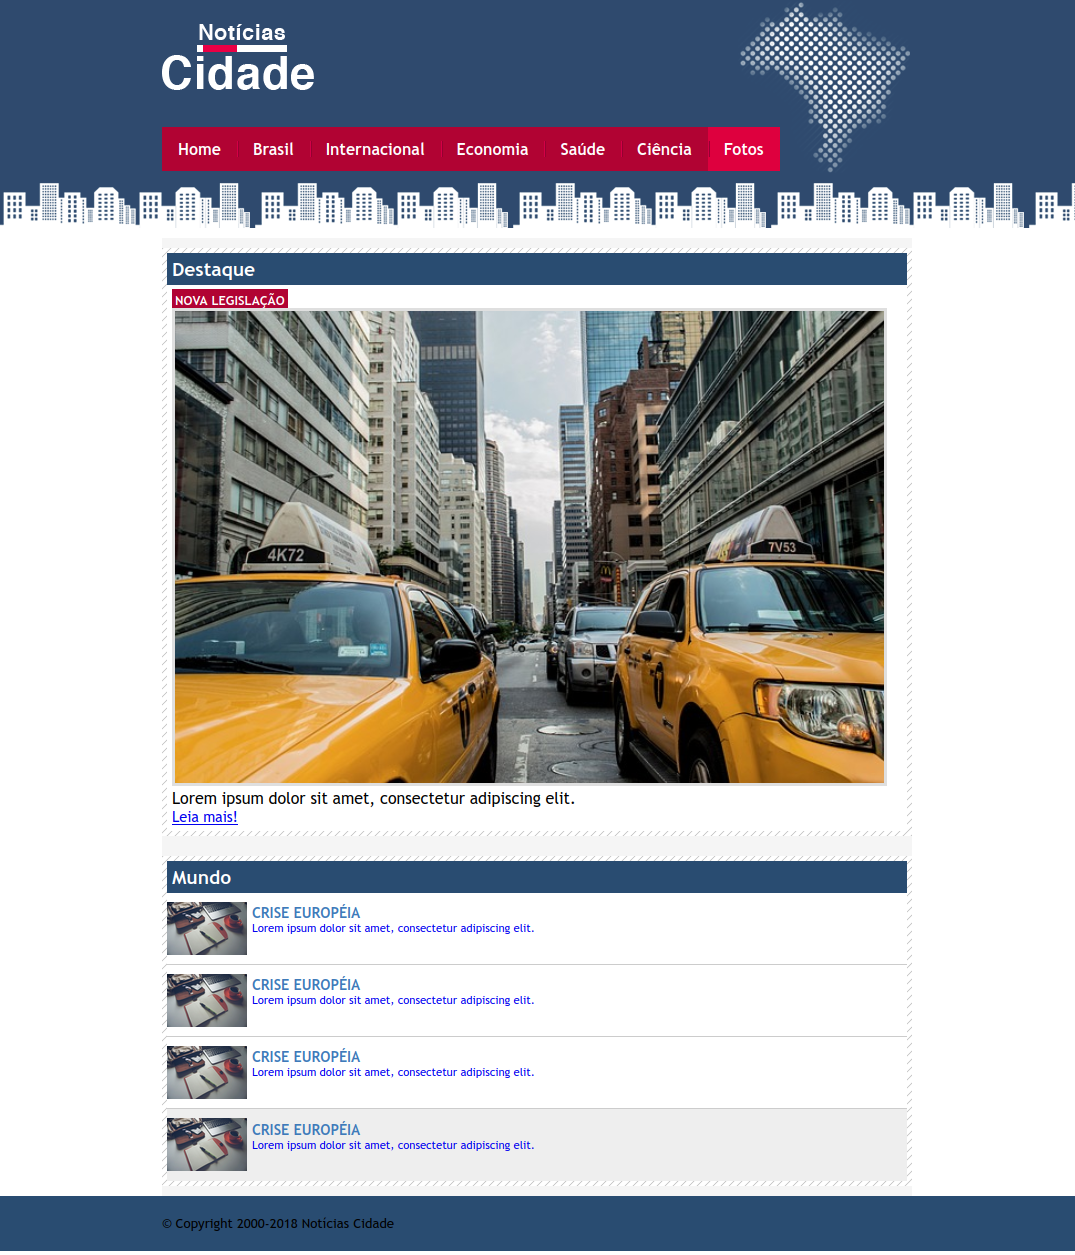 Notícias
Cidade
Home Brasil Internacional Economia Saúde Ciência Fotos
Destaque
NOVA LEGISLAÇÃO
4K72
7V53
Lorem ipsum dolor sit amet, consectetur adipiscing elit.
Leia mais!
Mundo
CRISE EUROPÉIA
Lorem ipsum dolor sit amet, consectetur adipiscing elit.
CRISE EUROPÉIA
Lorem ipsum dolor sit amet, consectetur adipiscing elit.
CRISE EUROPÉIA
Lorem ipsum dolor sit amet, consectetur adipiscing elit.
CRISE EUROPÉIA
Lorem ipsum dolor sit amet, consectetur adipiscing elit.
© Copyright 2000-2018 Notícias Cidade